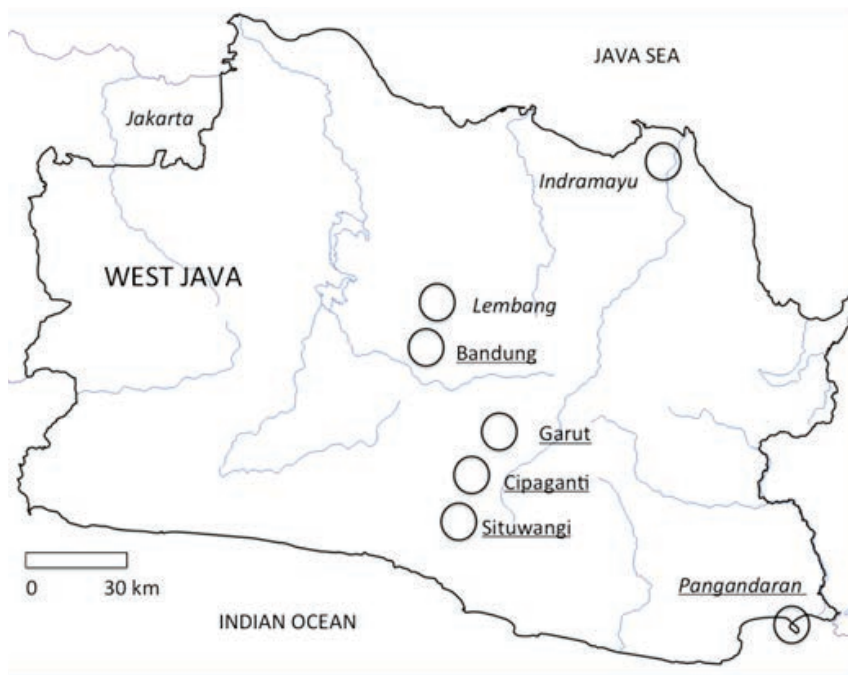 JAVA SEA
Jakarta
Indramayu
WEST JAVA
Lembang
Bandung
Garut
Cipaganti
Situwangi
0 30 km
Pangandaran
INDIAN OCEAN